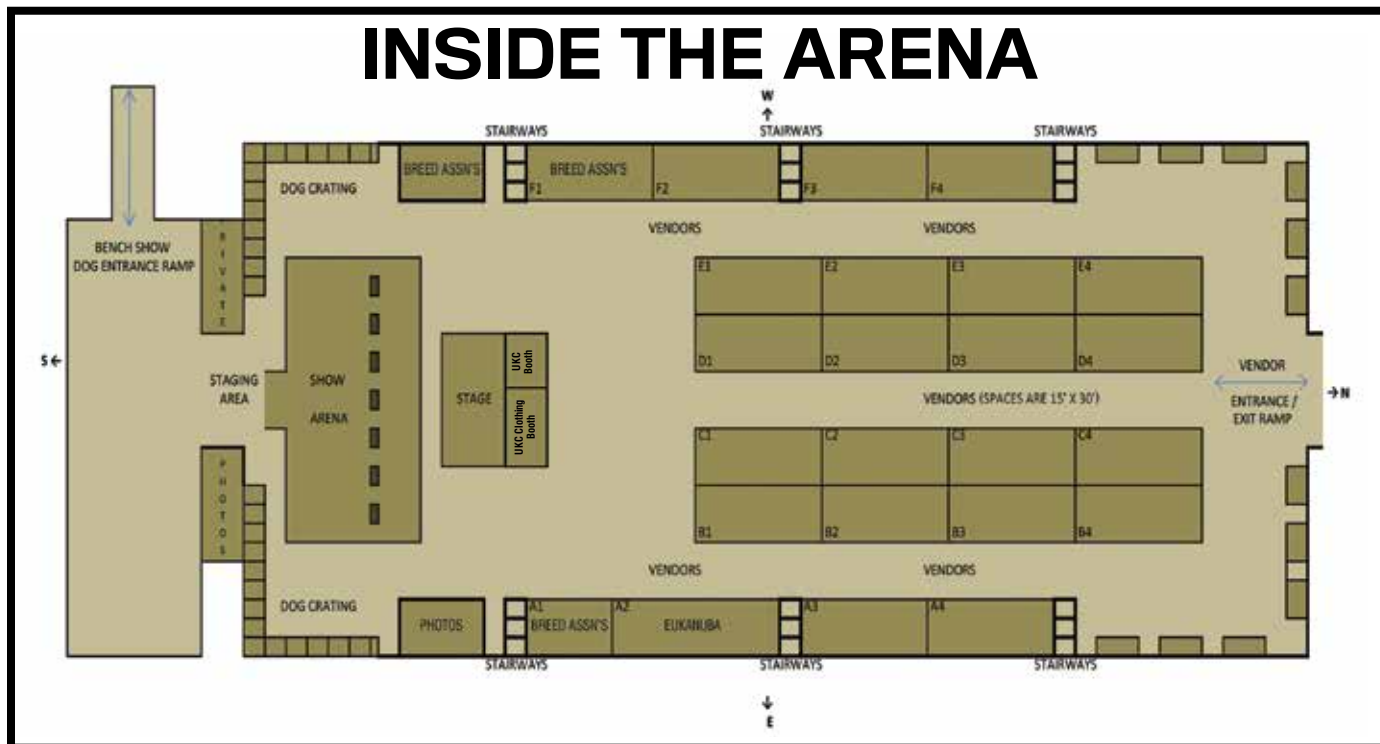 INSIDE THE ARENA
W
STAIRWAYS
STAIRWAYS
STAIRWAYS
BREED ASSN'S
BREED ASSN'S
DOG CRATING
F1
F2
F3
F4
VENDORS
VENDORS
BENCH SHOW
DOG ENTRANCE RAMP
PRIVATE
E1
E2
E3
E4
S
UKC
Booth
D1
D2
D3
D4
VENDOR
STAGING
AREA
SHOW
ARENA
STAGE
UKC Clothing
Booth
VENDORS (SPACES ARE 15' X 30')
ENTRANCE /
EXIT RAMP
N
C1
C2
C3
C4
PHOTOS
B1
B2
B3
B4
VENDORS
VENDORS
DOG CRATING
A1
A2
A3
A4
PHOTOS
BREED ASSN'S
EUKANUBA
STAIRWAYS
STAIRWAYS
STAIRWAYS
E